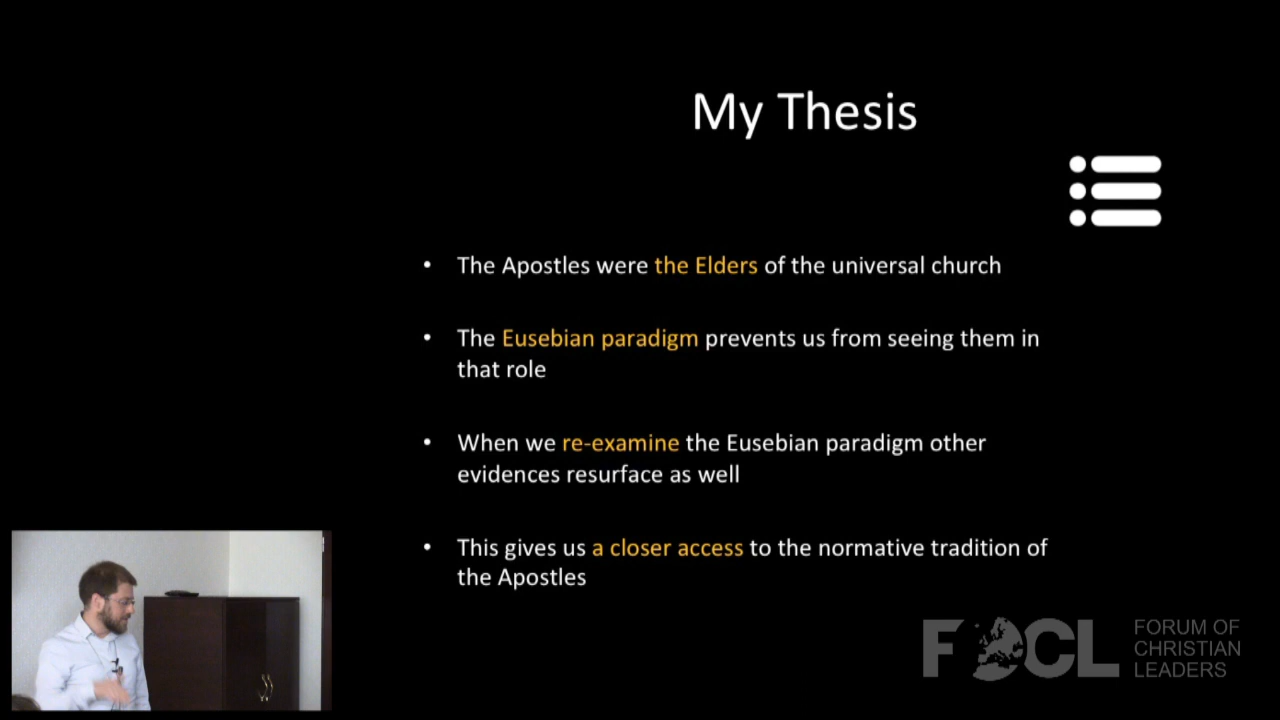 My Thesis
• The Apostles were the Elders of the universal church
• The Eusebian paradigm prevents us from seeing them in
that role
• When we re-examine the Eusebian paradigm other
evidences resurface as well
• This gives us a closer access to the normative tradition of
the Apostles
FOCL
FORUM OF
CHRISTIAN
LEADERS